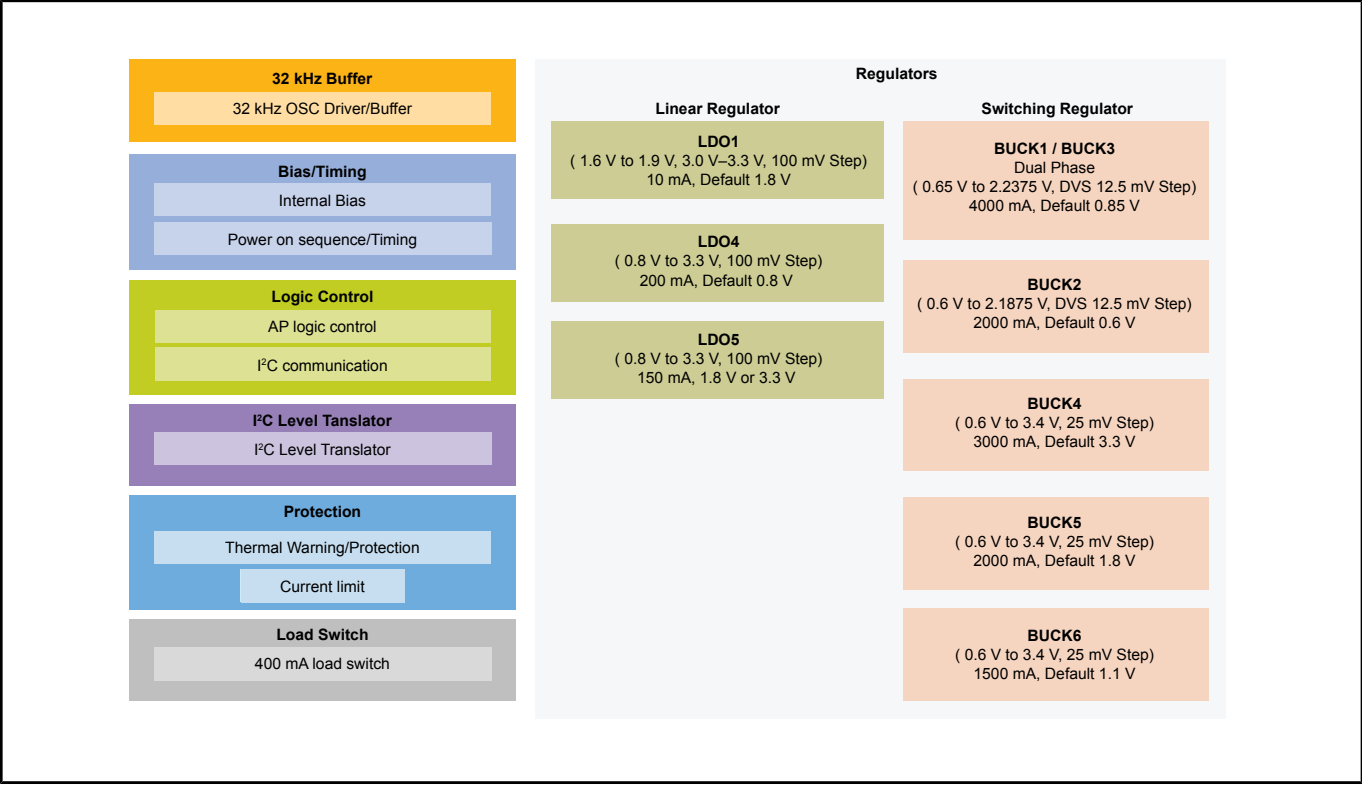 32 kHz Buffer
32 kHz OSC Driver/Buffer
Bias/Timing
Internal Bias
Power on sequence/Timing
Logic Control
AP logic control
I²C communication
I²C Level Tanslator
I²C Level Translator
Protection
Thermal Warning/Protection
Current limit
Load Switch
400 mA load switch
Regulators
Linear Regulator
LDO1
( 1.6 V to 1.9 V, 3.0 V–3.3 V, 100 mV Step)
10 mA, Default 1.8 V
LDO4
( 0.8 V to 3.3 V, 100 mV Step)
200 mA, Default 0.8 V
LDO5
( 0.8 V to 3.3 V, 100 mV Step)
150 mA, 1.8 V or 3.3 V
Switching Regulator
BUCK1 / BUCK3
Dual Phase
( 0.65 V to 2.2375 V, DVS 12.5 mV Step)
4000 mA, Default 0.85 V
BUCK2
( 0.6 V to 2.1875 V, DVS 12.5 mV Step)
2000 mA, Default 0.6 V
BUCK4
( 0.6 V to 3.4 V, 25 mV Step)
3000 mA, Default 3.3 V
BUCK5
( 0.6 V to 3.4 V, 25 mV Step)
2000 mA, Default 1.8 V
BUCK6
( 0.6 V to 3.4 V, 25 mV Step)
1500 mA, Default 1.1 V